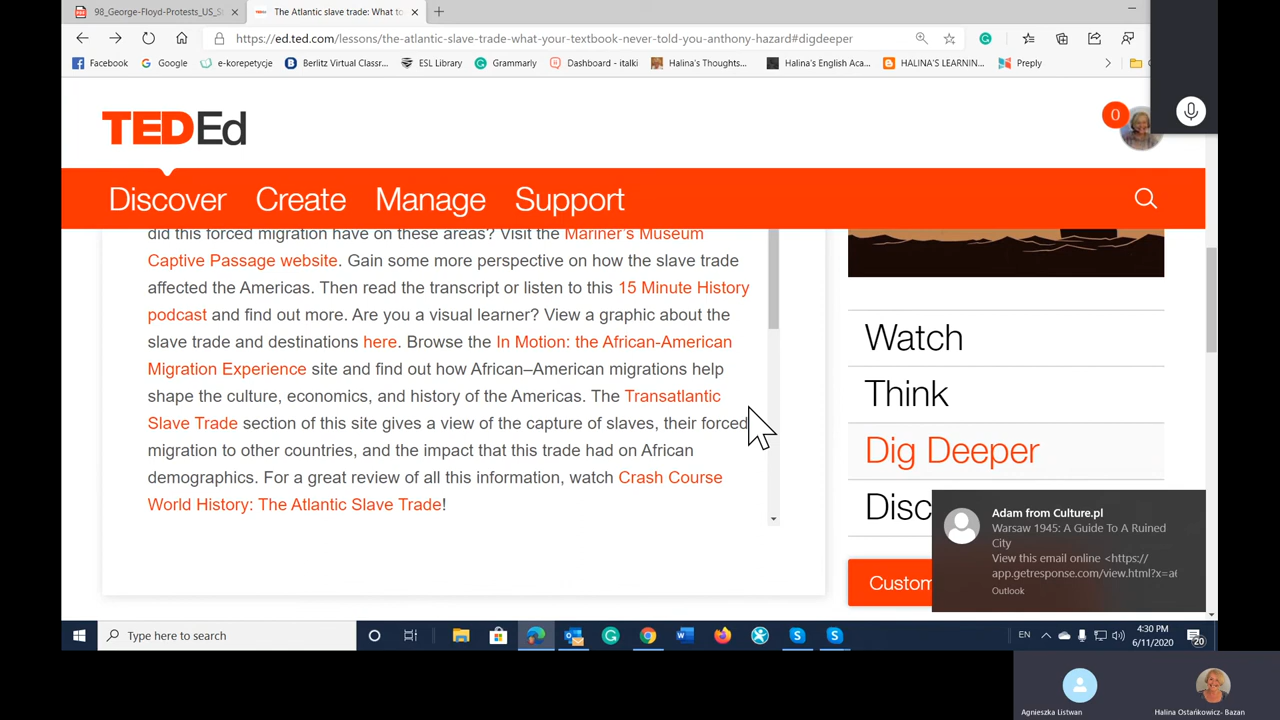 98_George-Floyd-Protests_US_S
The Atlantic slave trade: What to
https://ed.ted.com/lessons/the-atlantic-slave-trade-what-your-textbook-never-told-you-anthony-hazard#digdeeper
Facebook
Google
e-korepetycje
Berlitz Virtual Classr...
ESL Library
Grammarly
Dashboard - italki
Halina's Thoughts...
Halina's English Aca...
HALINA'S LEARNIN...
Preply
TEDEd
0
Discover Create Manage Support
did this forced migration have on these areas? Visit the Mariner's Museum
Captive Passage website. Gain some more perspective on how the slave trade
affected the Americas. Then read the transcript or listen to this 15 Minute History
podcast and find out more. Are you a visual learner? View a graphic about the
slave trade and destinations here. Browse the In Motion: the African-American
Migration Experience site and find out how African–American migrations help
shape the culture, economics, and history of the Americas. The Transatlantic
Slave Trade section of this site gives a view of the capture of slaves, their forced
migration to other countries, and the impact that this trade had on African
demographics. For a great review of all this information, watch Crash Course
World History: The Atlantic Slave Trade!
Watch
Think
Dig Deeper
Disc
Custom
Adam from Culture.pl
Warsaw 1945: A Guide To A Ruined
City
View this email online <https://
app.getresponse.com/view.html?x=a6
Outlook
Type here to search
EN
4:30 PM
6/11/2020
20
Agnieszka Listwan
Halina Ostańkowicz- Bazan